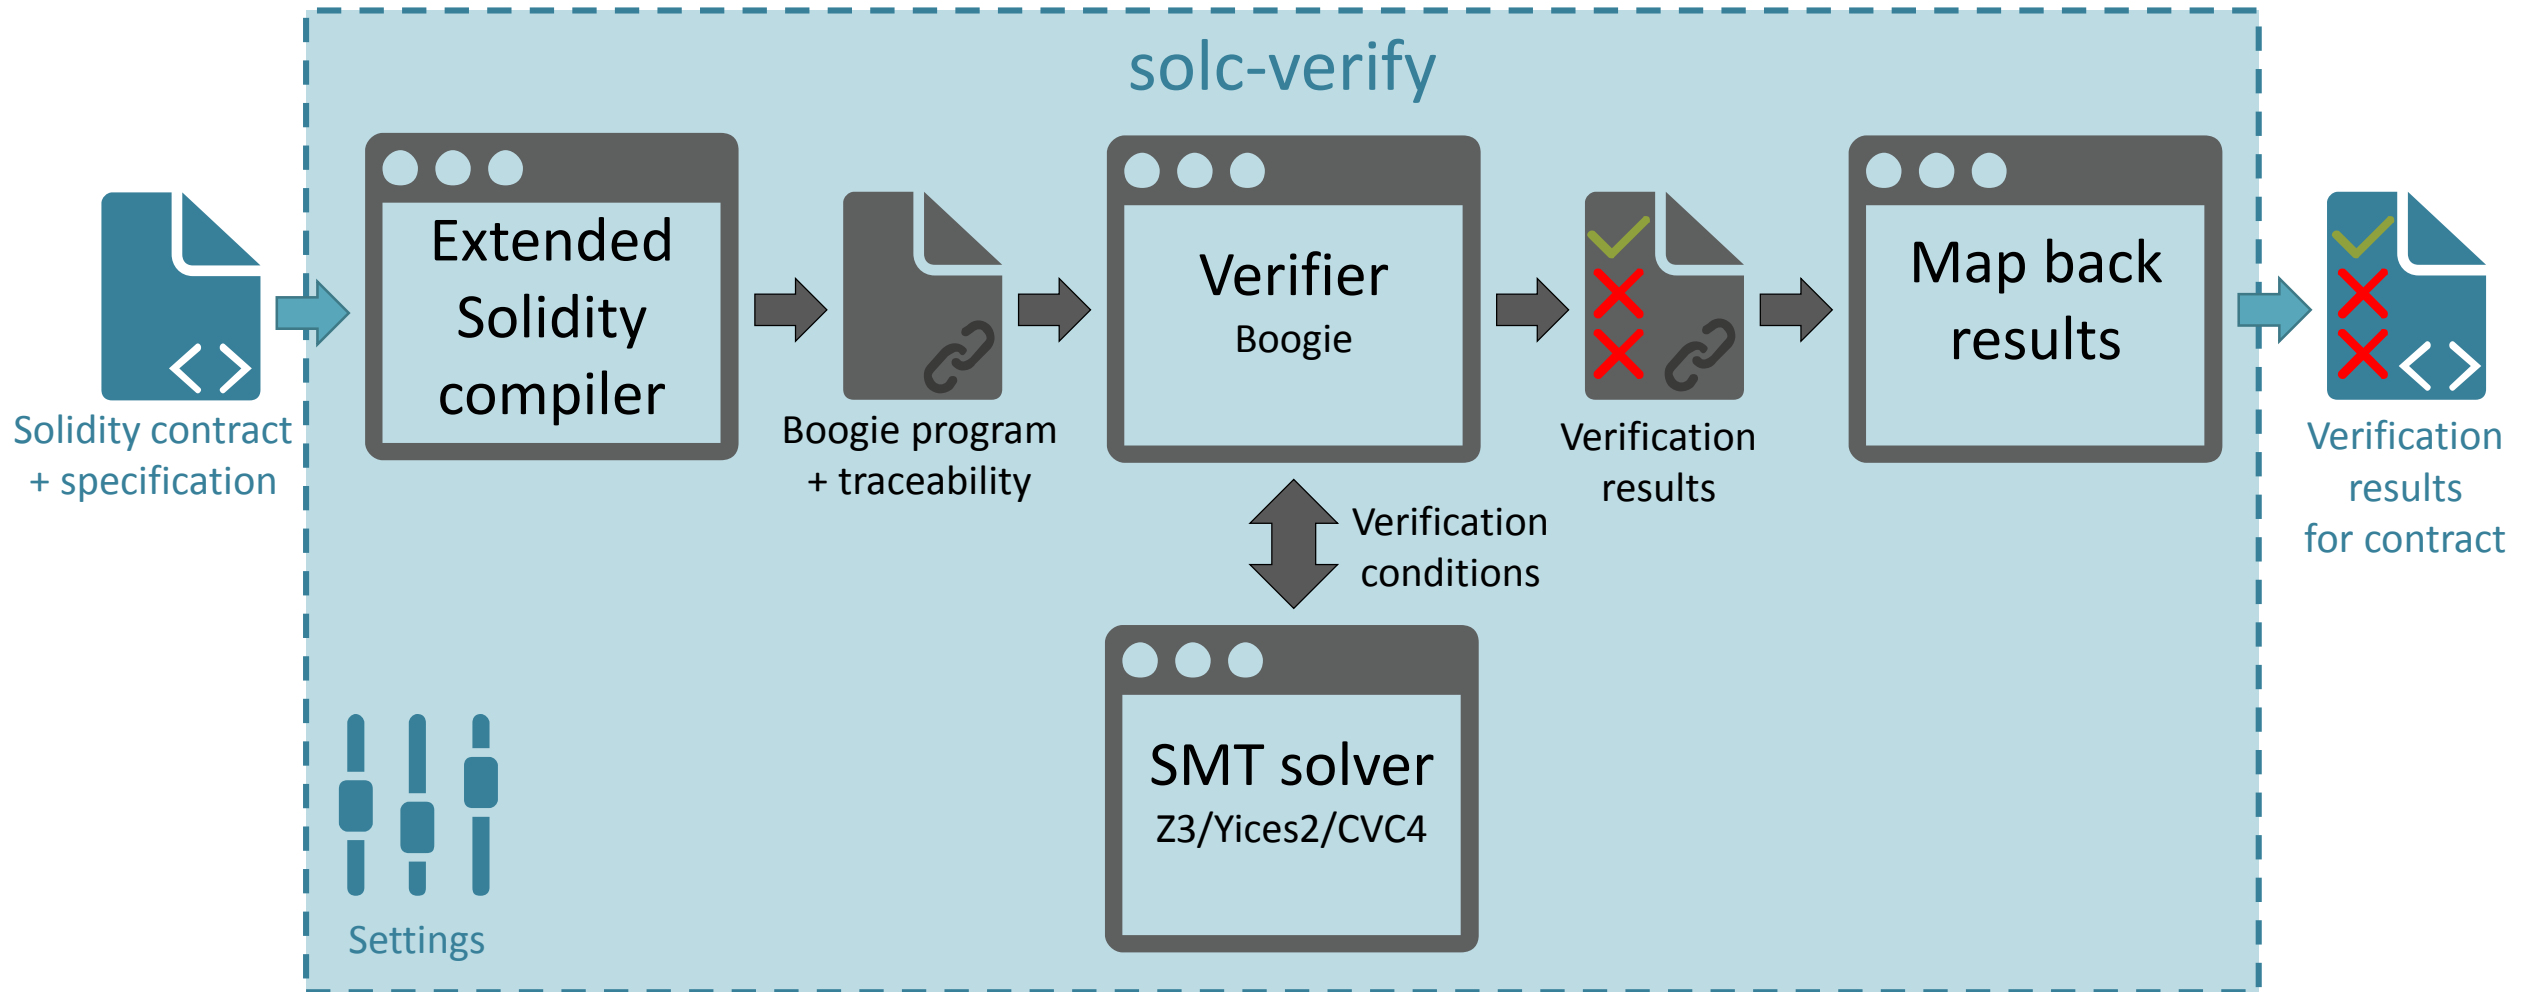 solc-verify
Solidity contract
+ specification
Extended
Solidity
compiler
Boogie program
+ traceability
Verifier
Boogie
Verification
conditions
SMT solver
Z3/Yices2/CVC4
Verification
results
Map back
results
Verification
results
for contract
Settings